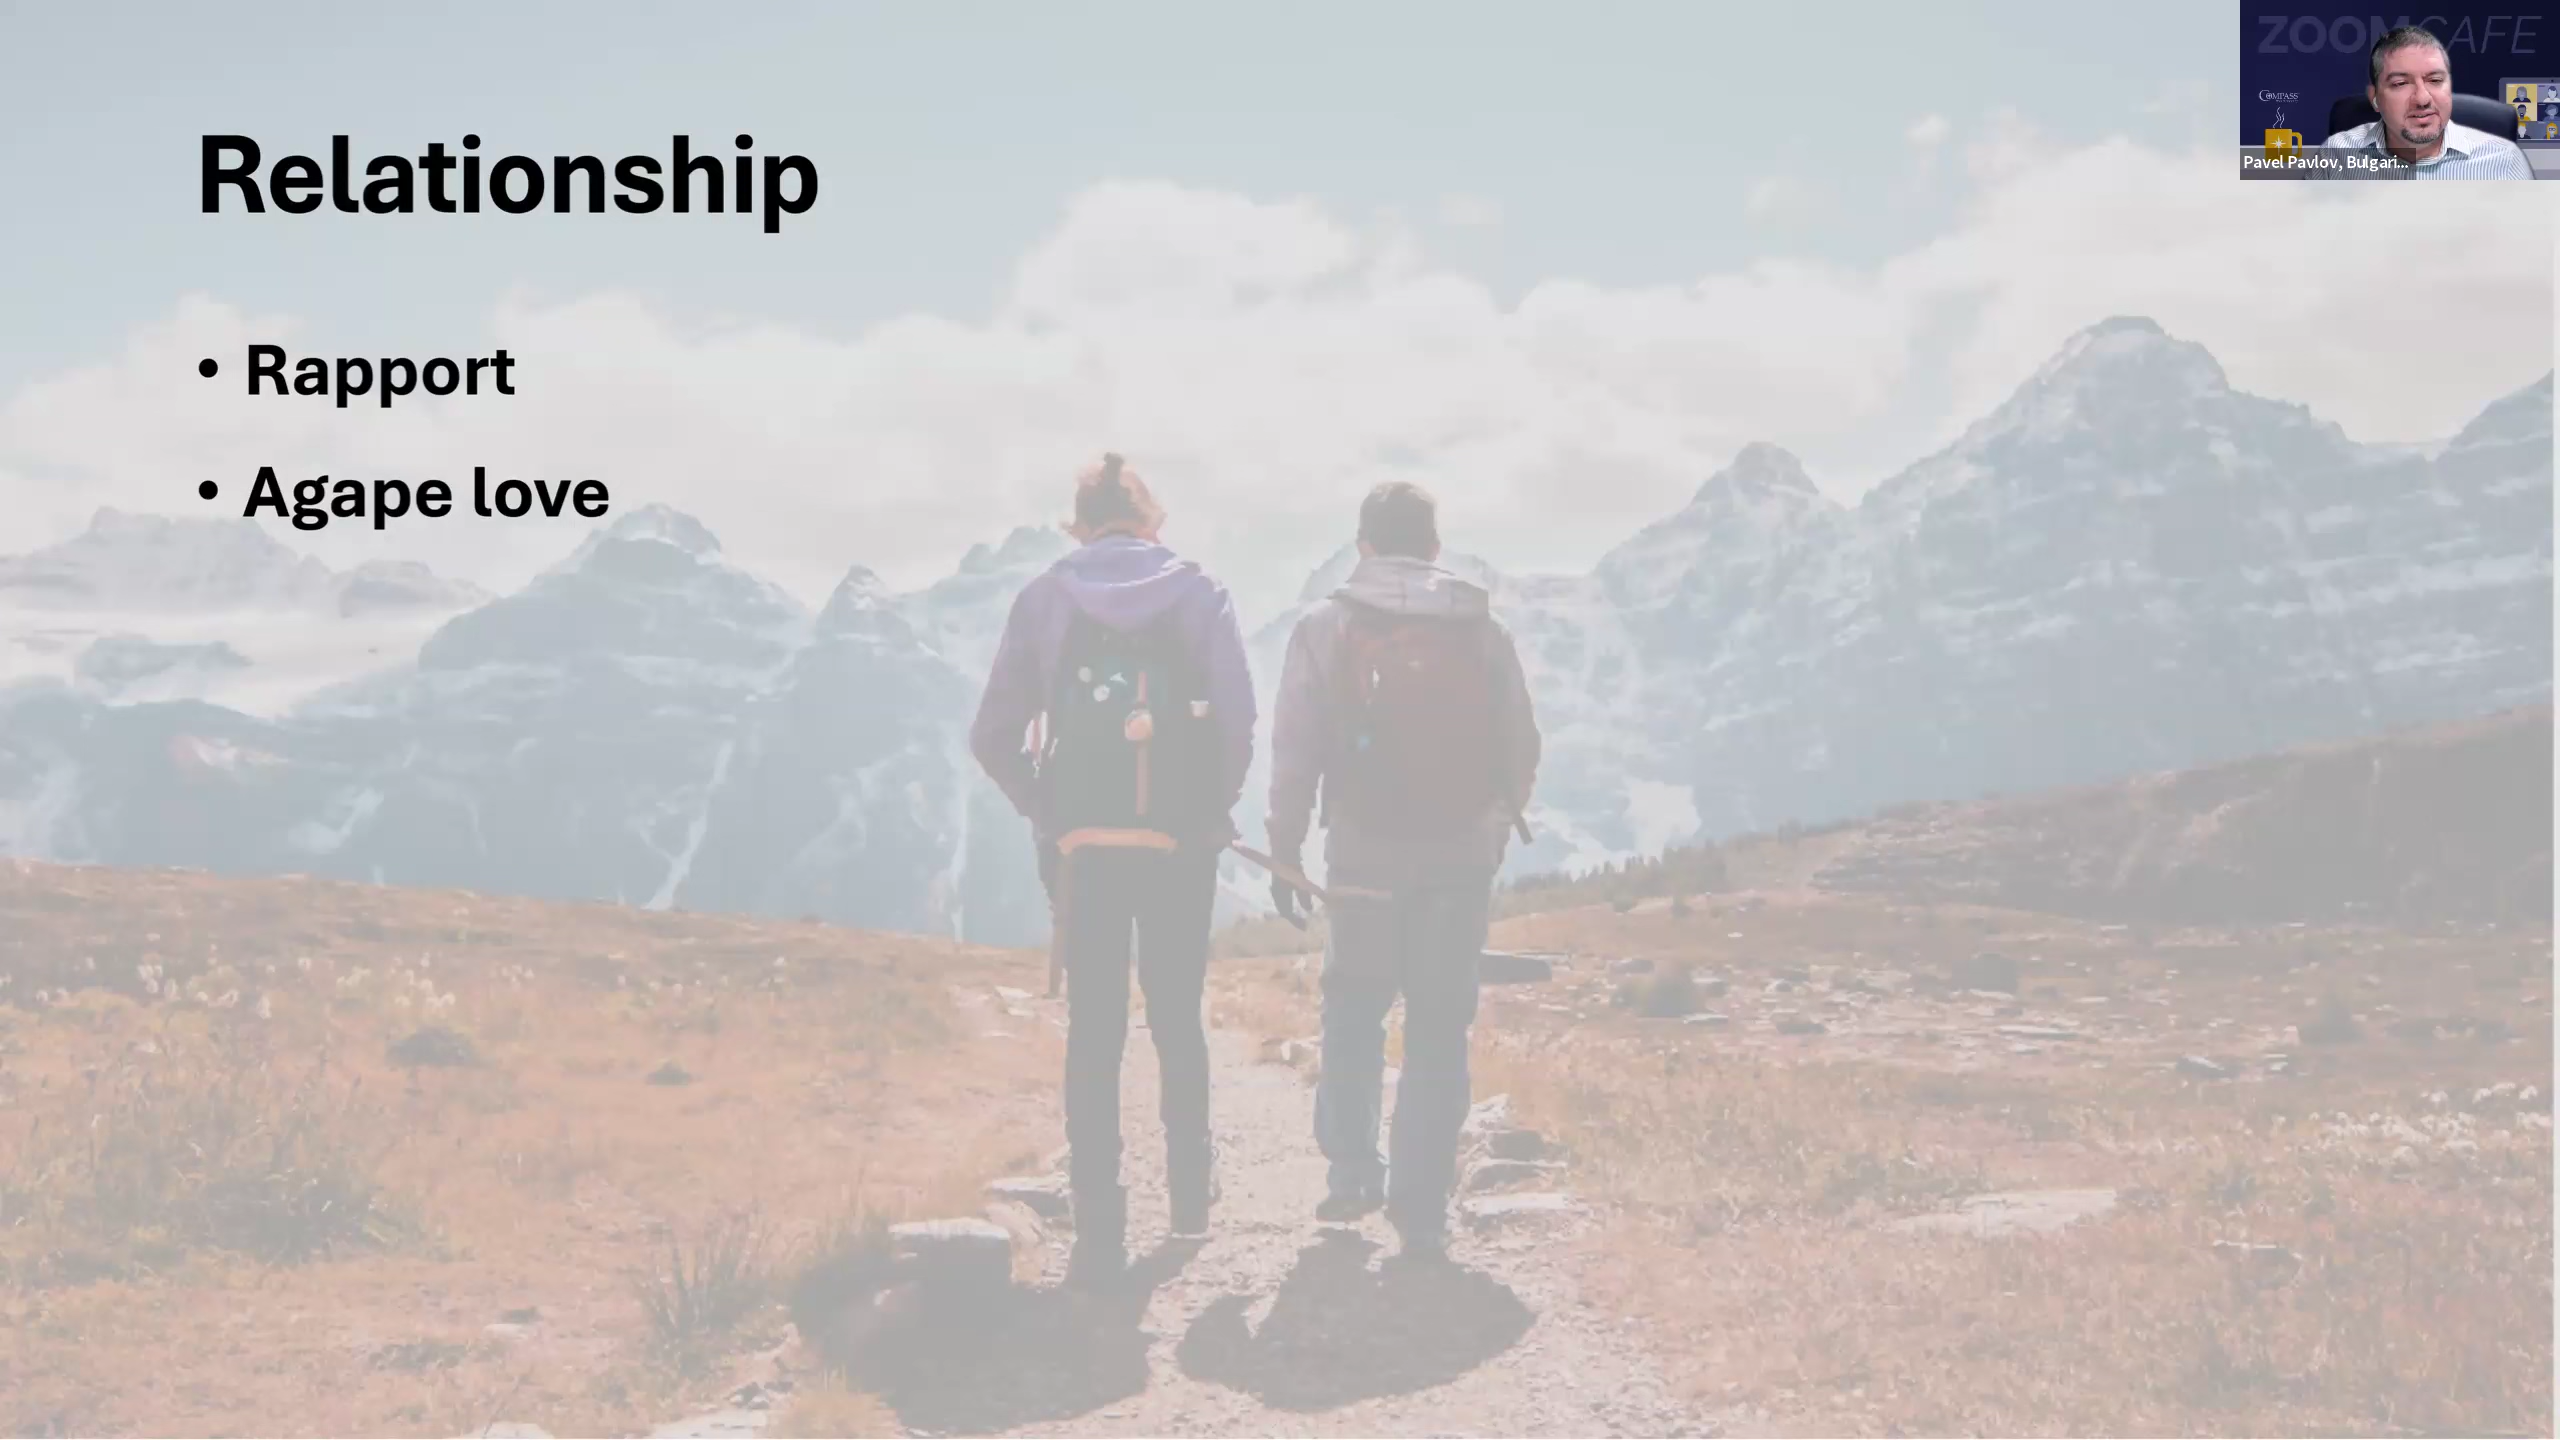 Relationship
• Rapport
• Agape love
ZOOMCAFE
COMPASS
Pavel Pavlov, Bulgari...